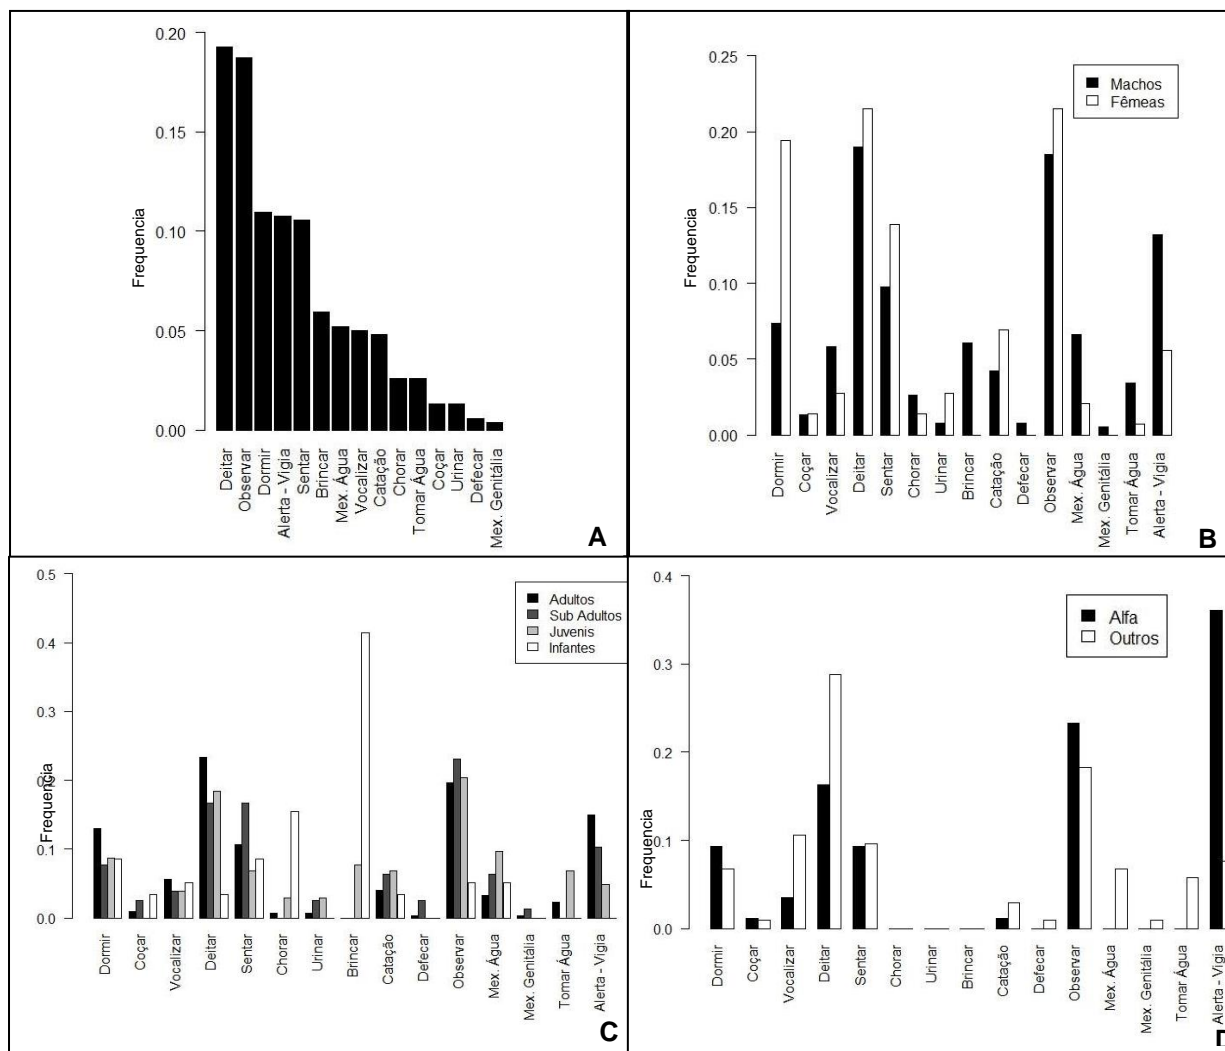 0.20
0.15
0.10
0.05
0.00
Frequencia
Deitar
Observar
Dormir
Alerta - Vigia
Sentar
Brincar
Mex. Água
Vocalizar
Catação
Chorar
Tomar Água
Coçar
Urinar
Defecar
Mex. Genitália
A
0.25
0.20
0.15
0.10
0.05
0.00
Frequencia
Machos
Fêmeas
Dormir
Coçar
Vocalizar
Deitar
Sentar
Chorar
Urinar
Brincar
Catação
Defecar
Observar
Mex. Água
Mex. Genitália
Tomar Água
Alerta - Vigia
B
0.5
0.4
0.3
0.2
0.1
0.0
Frequencia
Adultos
Sub Adultos
Juvenis
Infantes
Dormir
Coçar
Vocalizar
Deitar
Sentar
Chorar
Urinar
Brincar
Catação
Defecar
Observar
Mex. Água
Mex. Genitália
Tomar Água
Alerta - Vigia
C
0.4
0.3
0.2
0.1
0.0
Frequencia
Alfa
Outros
Dormir
Coçar
Vocalizar
Deitar
Sentar
Chorar
Urinar
Brincar
Catação
Defecar
Observar
Mex. Água
Mex. Genitália
Tomar Água
Alerta - Vigia
D